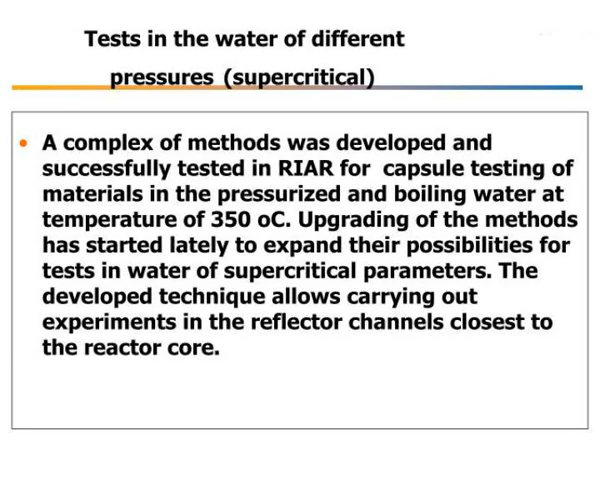 Tests in the water of different
pressures (supercritical)
• A complex of methods was developed and
successfully tested in RIAR for capsule testing of
materials in the pressurized and boiling water at
temperature of 350 oC. Upgrading of the methods
has started lately to expand their possibilities for
tests in water of supercritical parameters. The
developed technique allows carrying out
experiments in the reflector channels closest to
the reactor core.